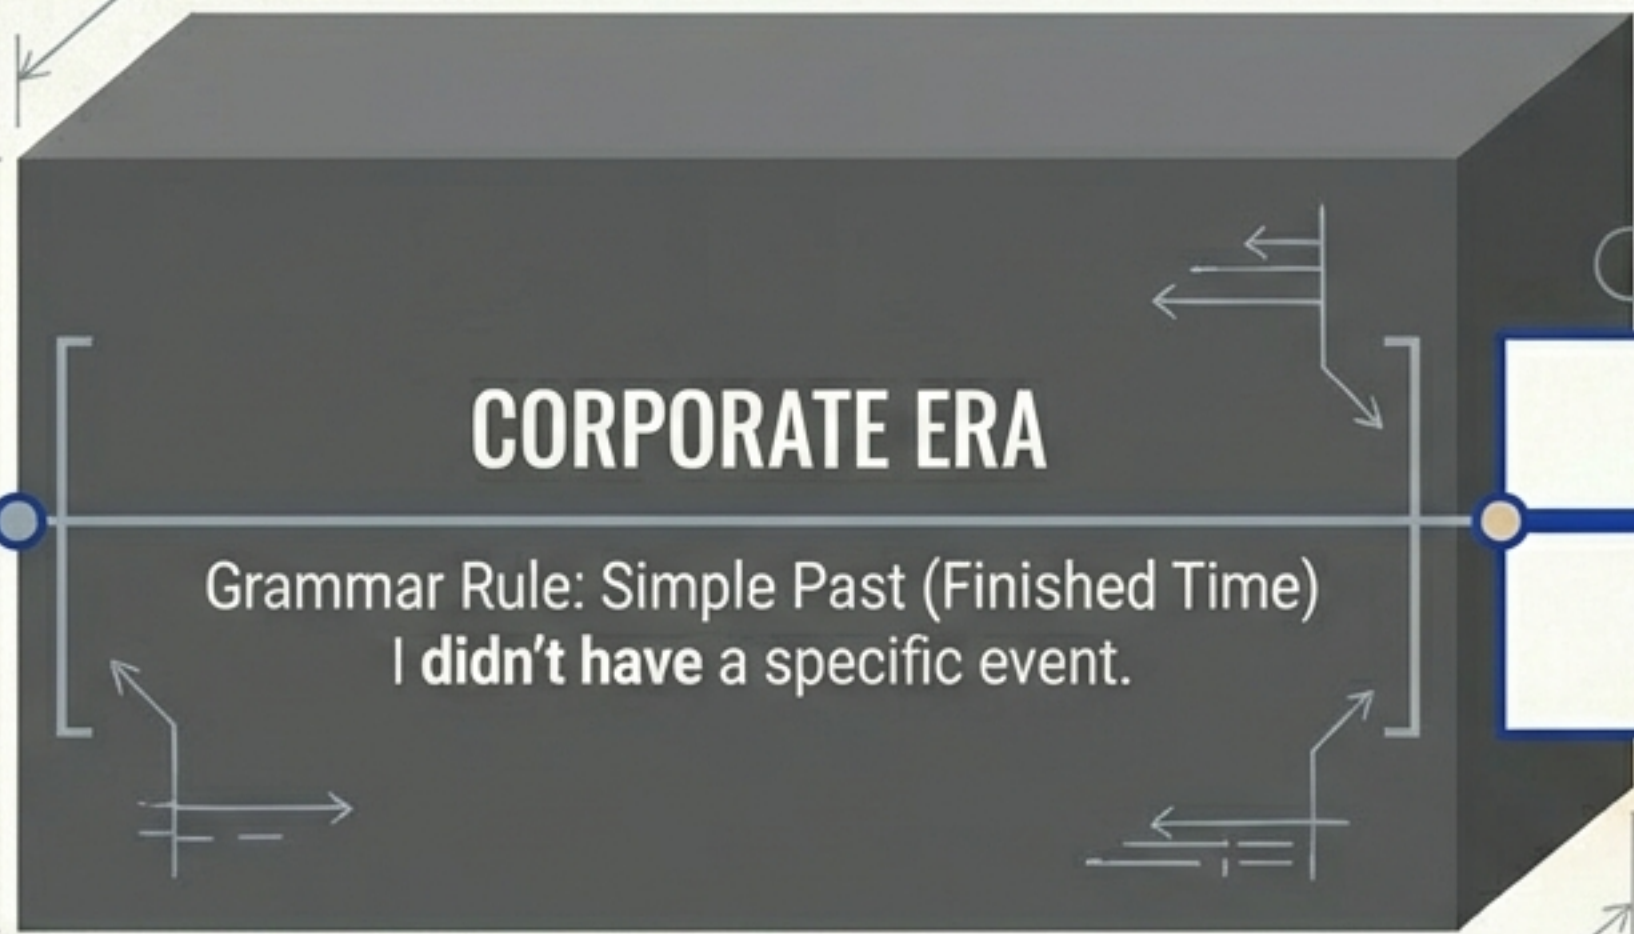 CORPORATE ERA
Grammar Rule: Simple Past (Finished Time)
I didn’t have a specific event.